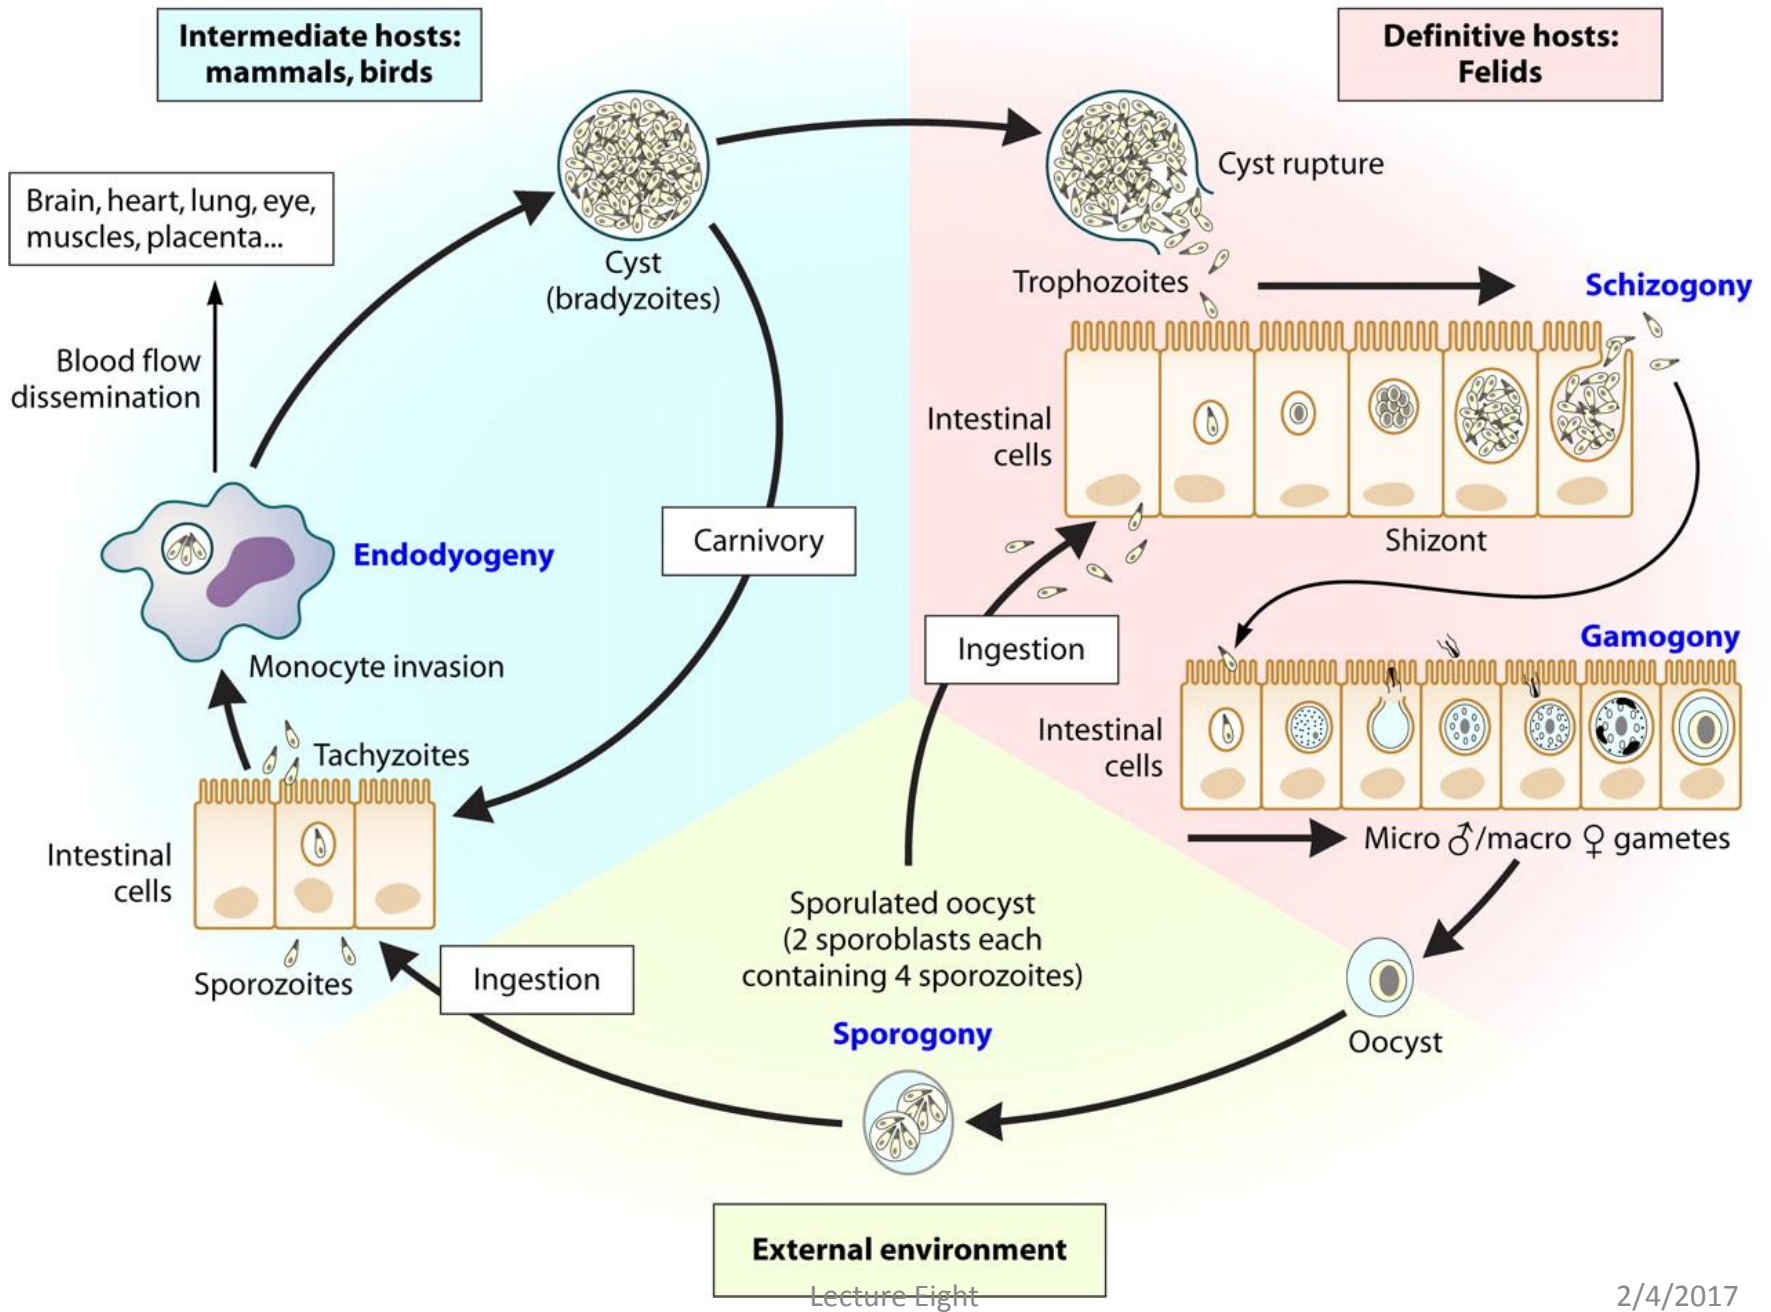 Intermediate hosts:
mammals, birds
Definitive hosts:
Felids
Brain, heart, lung, eye,
muscles, placenta...
Cyst
(bradyzoites)
Cyst rupture
Trophozoites
Schizogony
Blood flow
dissemination
Intestinal
cells
Carnivory
Endodyogeny
Shizont
Monocyte invasion
Ingestion
Gamogony
Tachyzoites
Intestinal
cells
Micro ♂/macro ♀ gametes
Intestinal
cells
Sporozoites
Ingestion
Sporulated oocyst
(2 sporoblasts each
containing 4 sporozoites)
Sporogony
Oocyst
External environment
Lecture Eight
2/4/2017